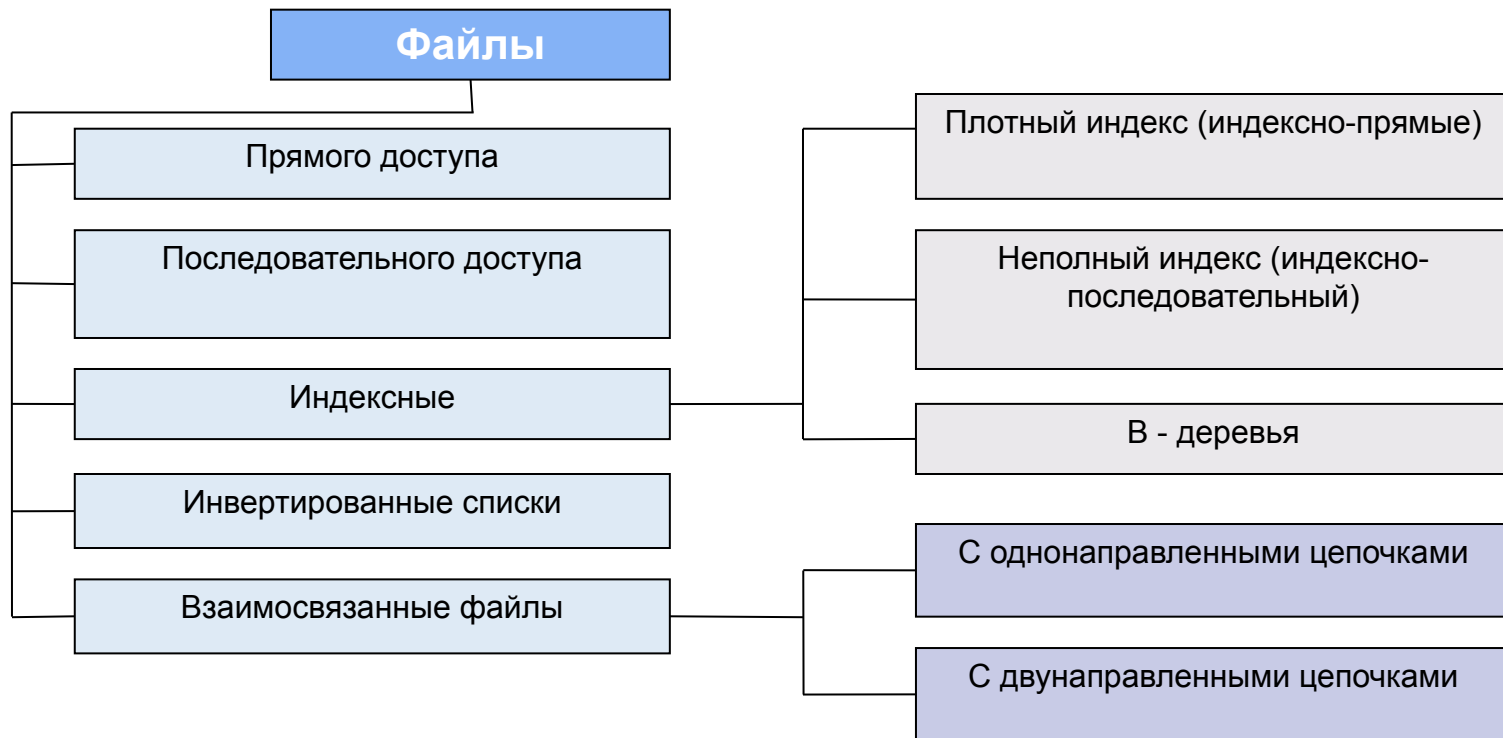 Файлы
Прямого доступа
Последовательного доступа
Индексные
Инвертированные списки
Взаимосвязанные файлы
Плотный индекс (индексно-прямые)
Неполный индекс (индексно-
последовательный)
В - деревья
С однонаправленными цепочками
С двунаправленными цепочками